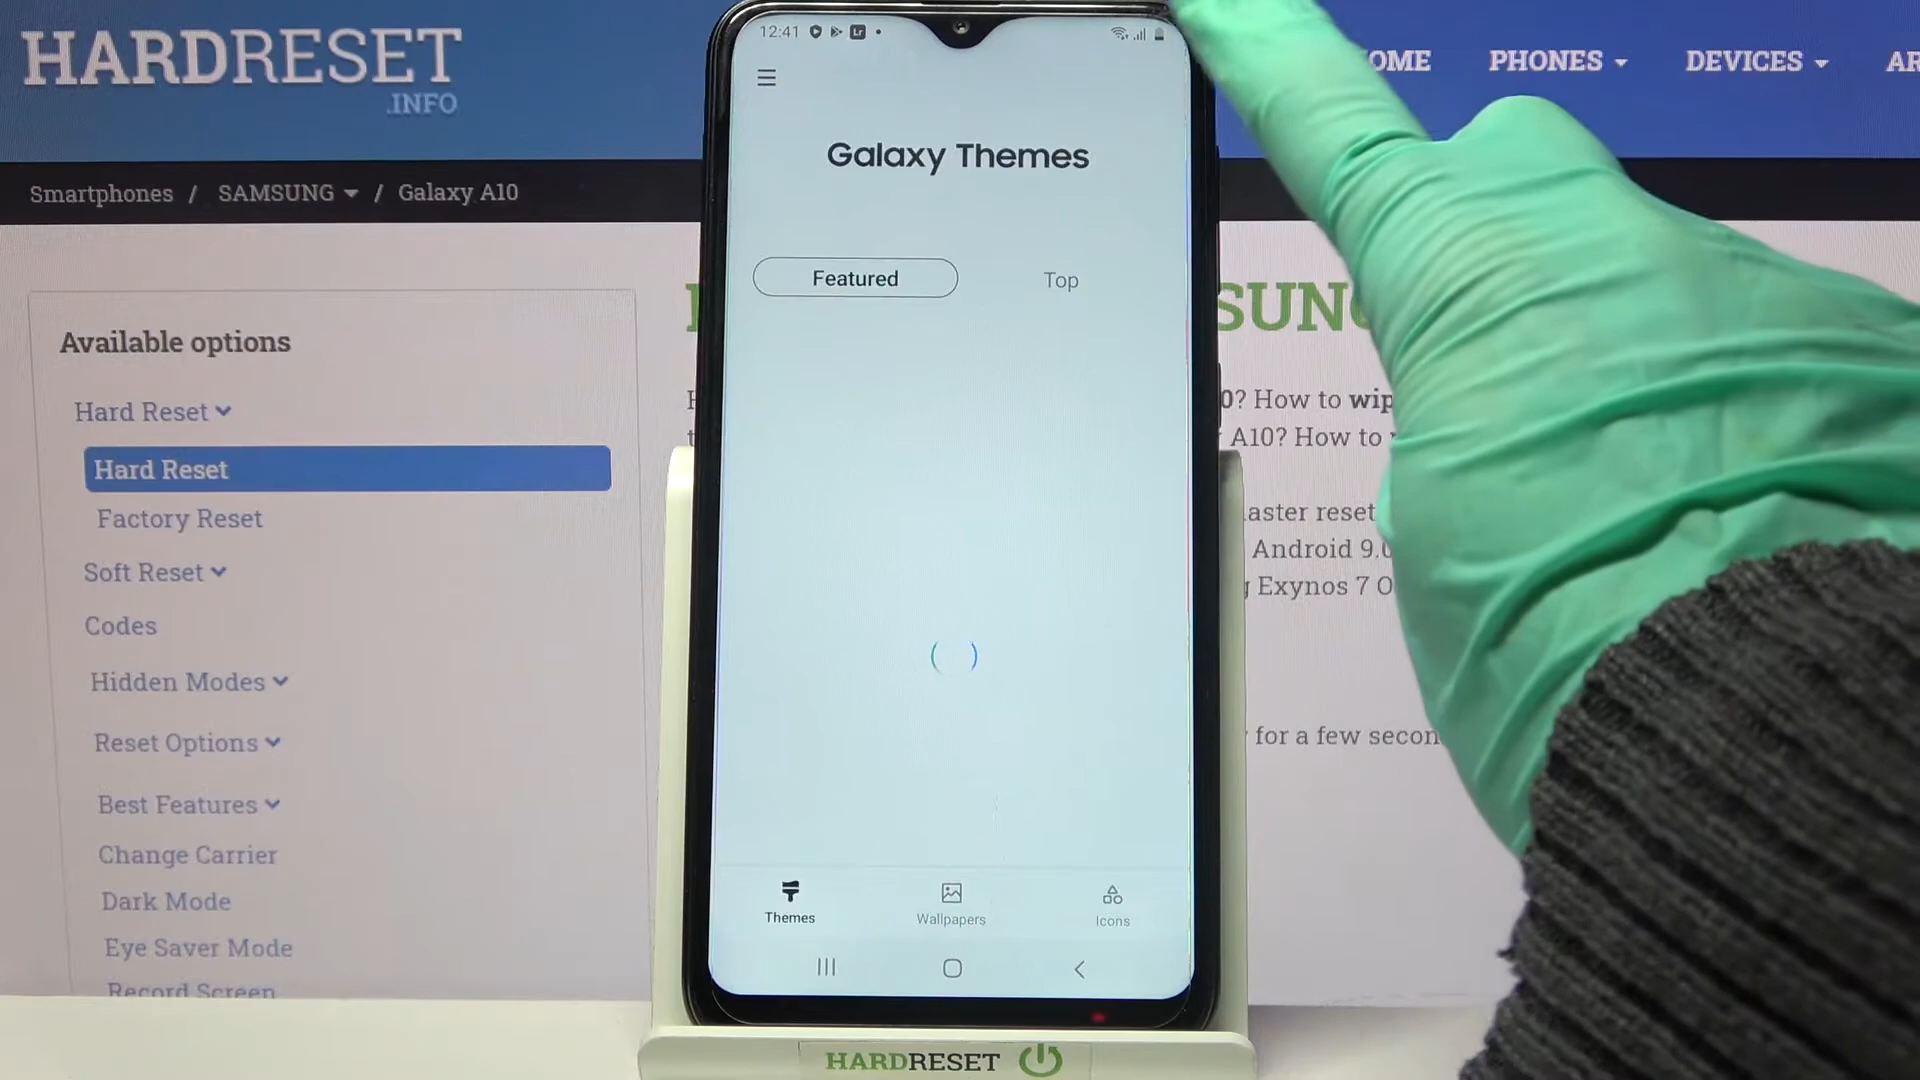 HARDRESET
.INFO
OME
PHONES
DEVICES
AR
Smartphones / SAMSUNG / Galaxy A10
Available options
Hard Reset
Hard Reset
Factory Reset
Soft Reset
Codes
Hidden Modes
Reset Options
Best Features
Change Carrier
Dark Mode
Eye Saver Mode
Record Screen
12:41
Lr
Galaxy Themes
Featured
Top
Themes
Wallpapers
Icons
SUN
0? How to wip
A10? How to
aster reset
Android 9.0
g Exynos 7 O
for a few secon
HARDRESET